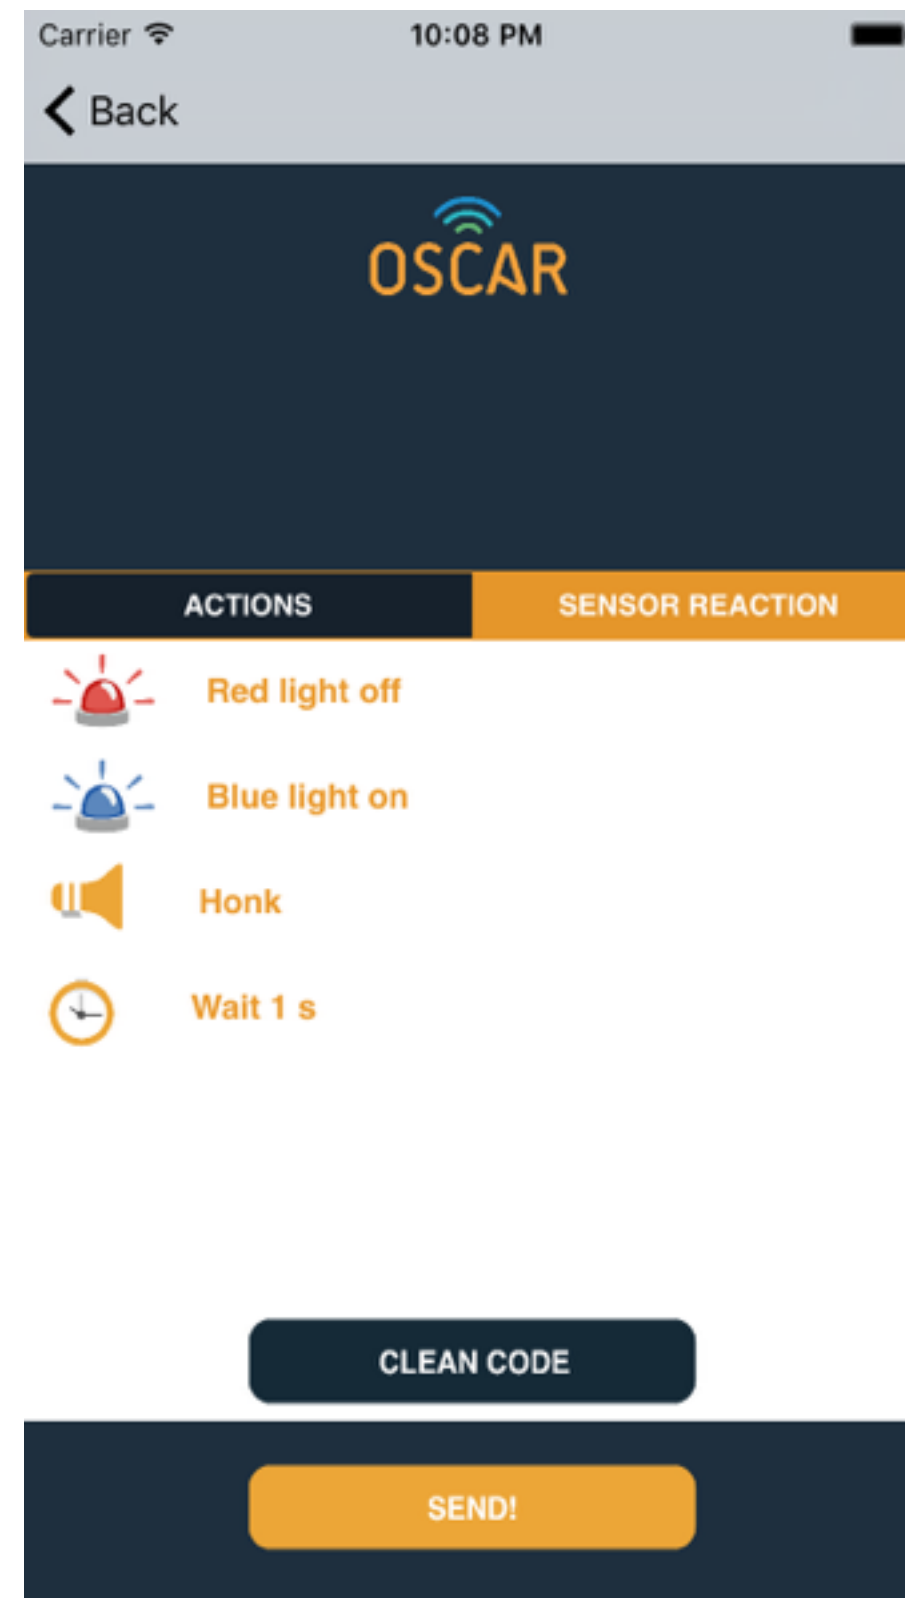 Carrier 10:08 PM
Back
OSCAR
ACTIONS SENSOR REACTION
Red light off
Blue light on
Honk
Wait 1 s
CLEAN CODE
SEND!